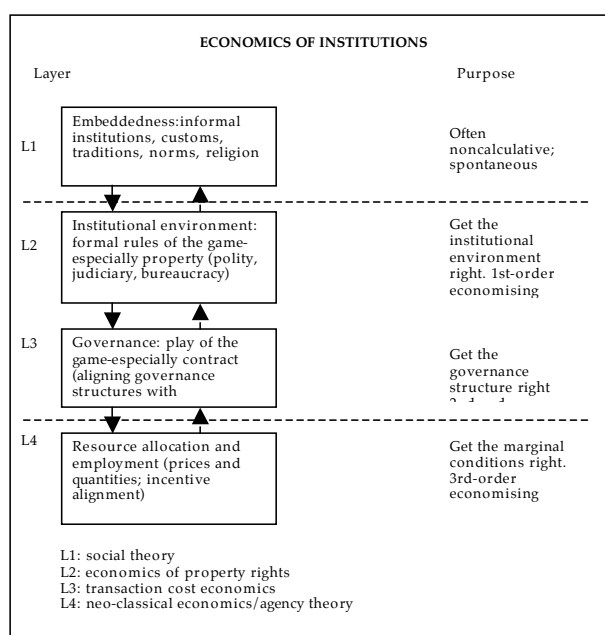 ECONOMICS OF INSTITUTIONS
Layer
Purpose
L1
Embeddedness:informal
institutions, customs,
traditions, norms, religion
Often
noncalculative;
spontaneous
L2
Institutional environment:
formal rules of the game-
especially property (polity,
judiciary, bureaucracy)
Get the
institutional
environment
right. 1st-order
economising
L3
Governance: play of the
game-especially contract
(aligning governance
structures with
Get the
governance
structure right
L4
Resource allocation and
employment (prices and
quantities; incentive
alignment)
Get the marginal
conditions right.
3rd-order
economising
L1: social theory
L2: economics of property rights
L3: transaction cost economics
L4: neo-classical economics/agency theory